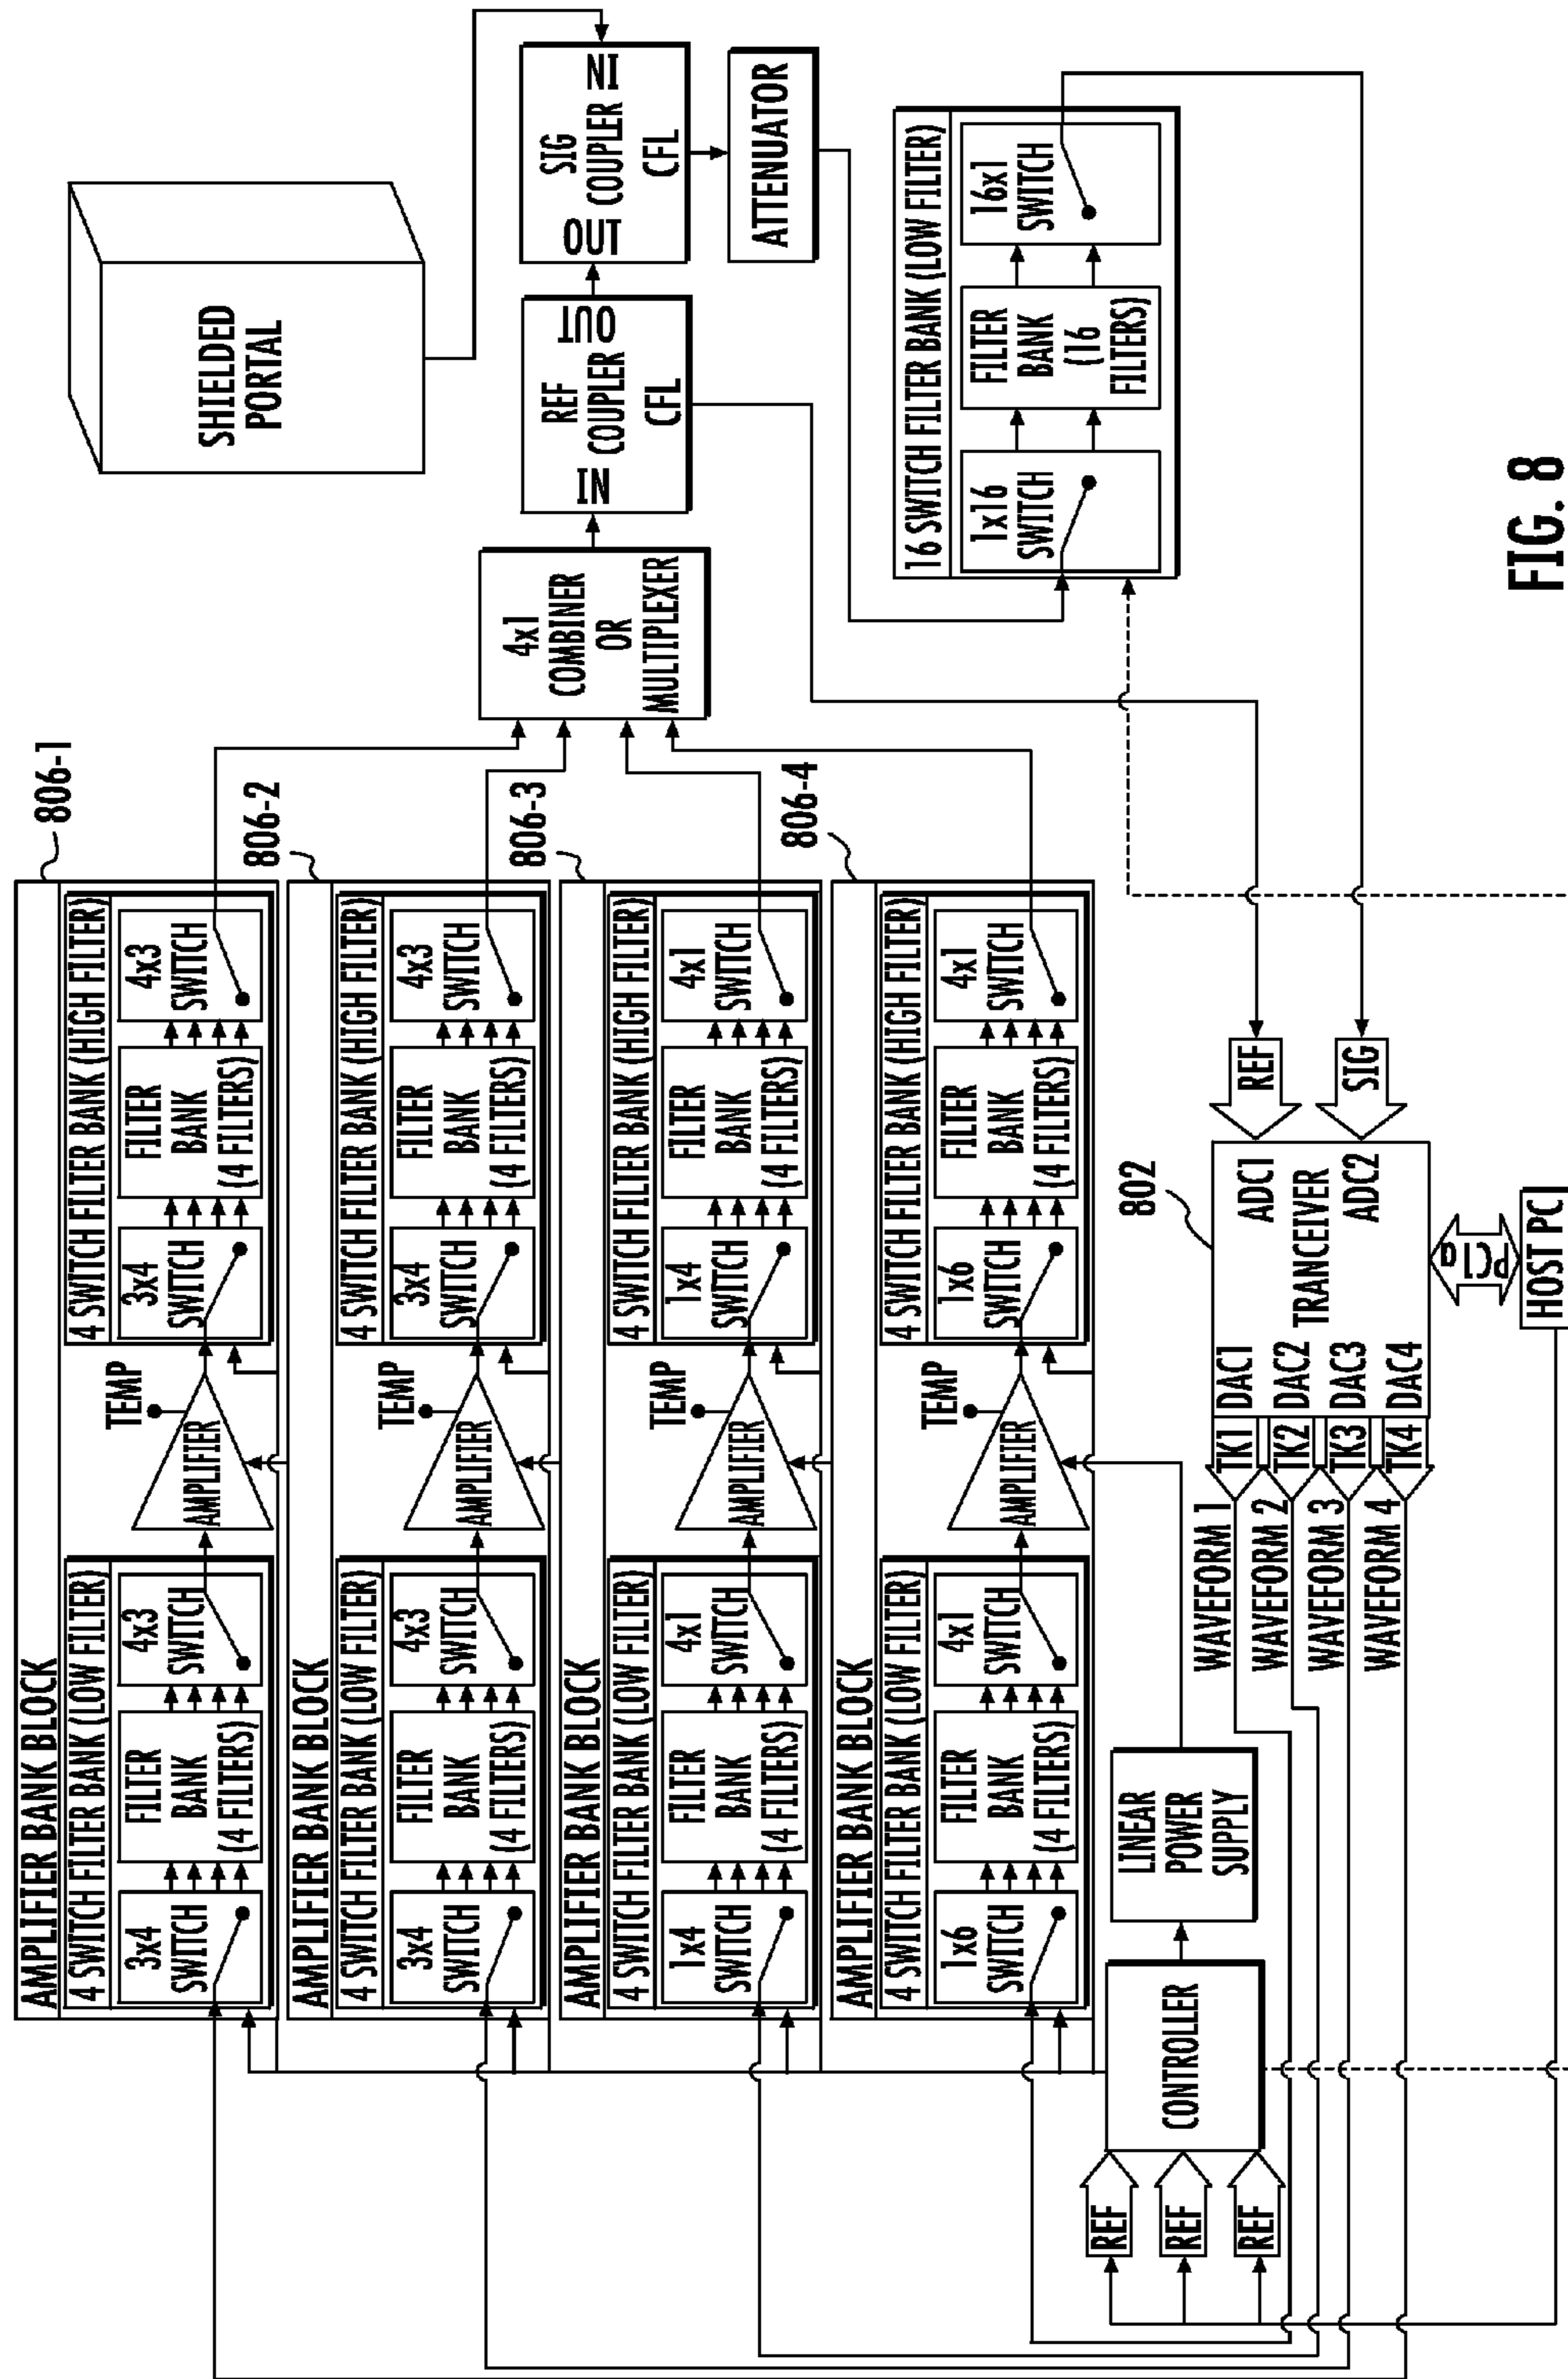 AMPLIFIER BANK BLOCK
4 SWITCH FILTER BANK (LOW FILTER)
3x4
SWITCH
FILTER
BANK
(4 FILTERS)
4x3
SWITCH
AMPLIFIER
TEMP
4 SWITCH FILTER BANK (HIGH FILTER)
3x4
SWITCH
FILTER
BANK
(4 FILTERS)
4x3
SWITCH
806-1
AMPLIFIER BANK BLOCK
4 SWITCH FILTER BANK (LOW FILTER)
3x4
SWITCH
FILTER
BANK
(4 FILTERS)
4x3
SWITCH
AMPLIFIER
TEMP
4 SWITCH FILTER BANK (HIGH FILTER)
3x4
SWITCH
FILTER
BANK
(4 FILTERS)
4x3
SWITCH
806-2
AMPLIFIER BANK BLOCK
4 SWITCH FILTER BANK (LOW FILTER)
1x4
SWITCH
FILTER
BANK
(4 FILTERS)
4x1
SWITCH
AMPLIFIER
TEMP
4 SWITCH FILTER BANK (HIGH FILTER)
1x4
SWITCH
FILTER
BANK
(4 FILTERS)
4x1
SWITCH
806-3
AMPLIFIER BANK BLOCK
4 SWITCH FILTER BANK (LOW FILTER)
1x6
SWITCH
FILTER
BANK
(4 FILTERS)
4x1
SWITCH
AMPLIFIER
TEMP
4 SWITCH FILTER BANK (HIGH FILTER)
1x6
SWITCH
FILTER
BANK
(4 FILTERS)
4x1
SWITCH
806-4
SHIELDED
PORTAL
4x1
COMBINER
OR
MULTIPLEXER
IN
REF
COUPLER
CFL
OUT
OUT
SIG
COUPLER
CFL
NI
ATTENUATOR
16 SWITCH FILTER BANK (LOW FILTER)
1x16
SWITCH
FILTER
BANK
(16
FILTERS)
16x1
SWITCH
REF
REF
REF
CONTROLLER
LINEAR
POWER
SUPPLY
WAVEFORM 1
WAVEFORM 2
WAVEFORM 3
WAVEFORM 4
TK1
TK2
TK3
TK4
DAC1
DAC2
DAC3
DAC4
TRANCEIVER
ADC1
ADC2
802
REF
SIG
PC1a
HOST PC1
FIG. 8